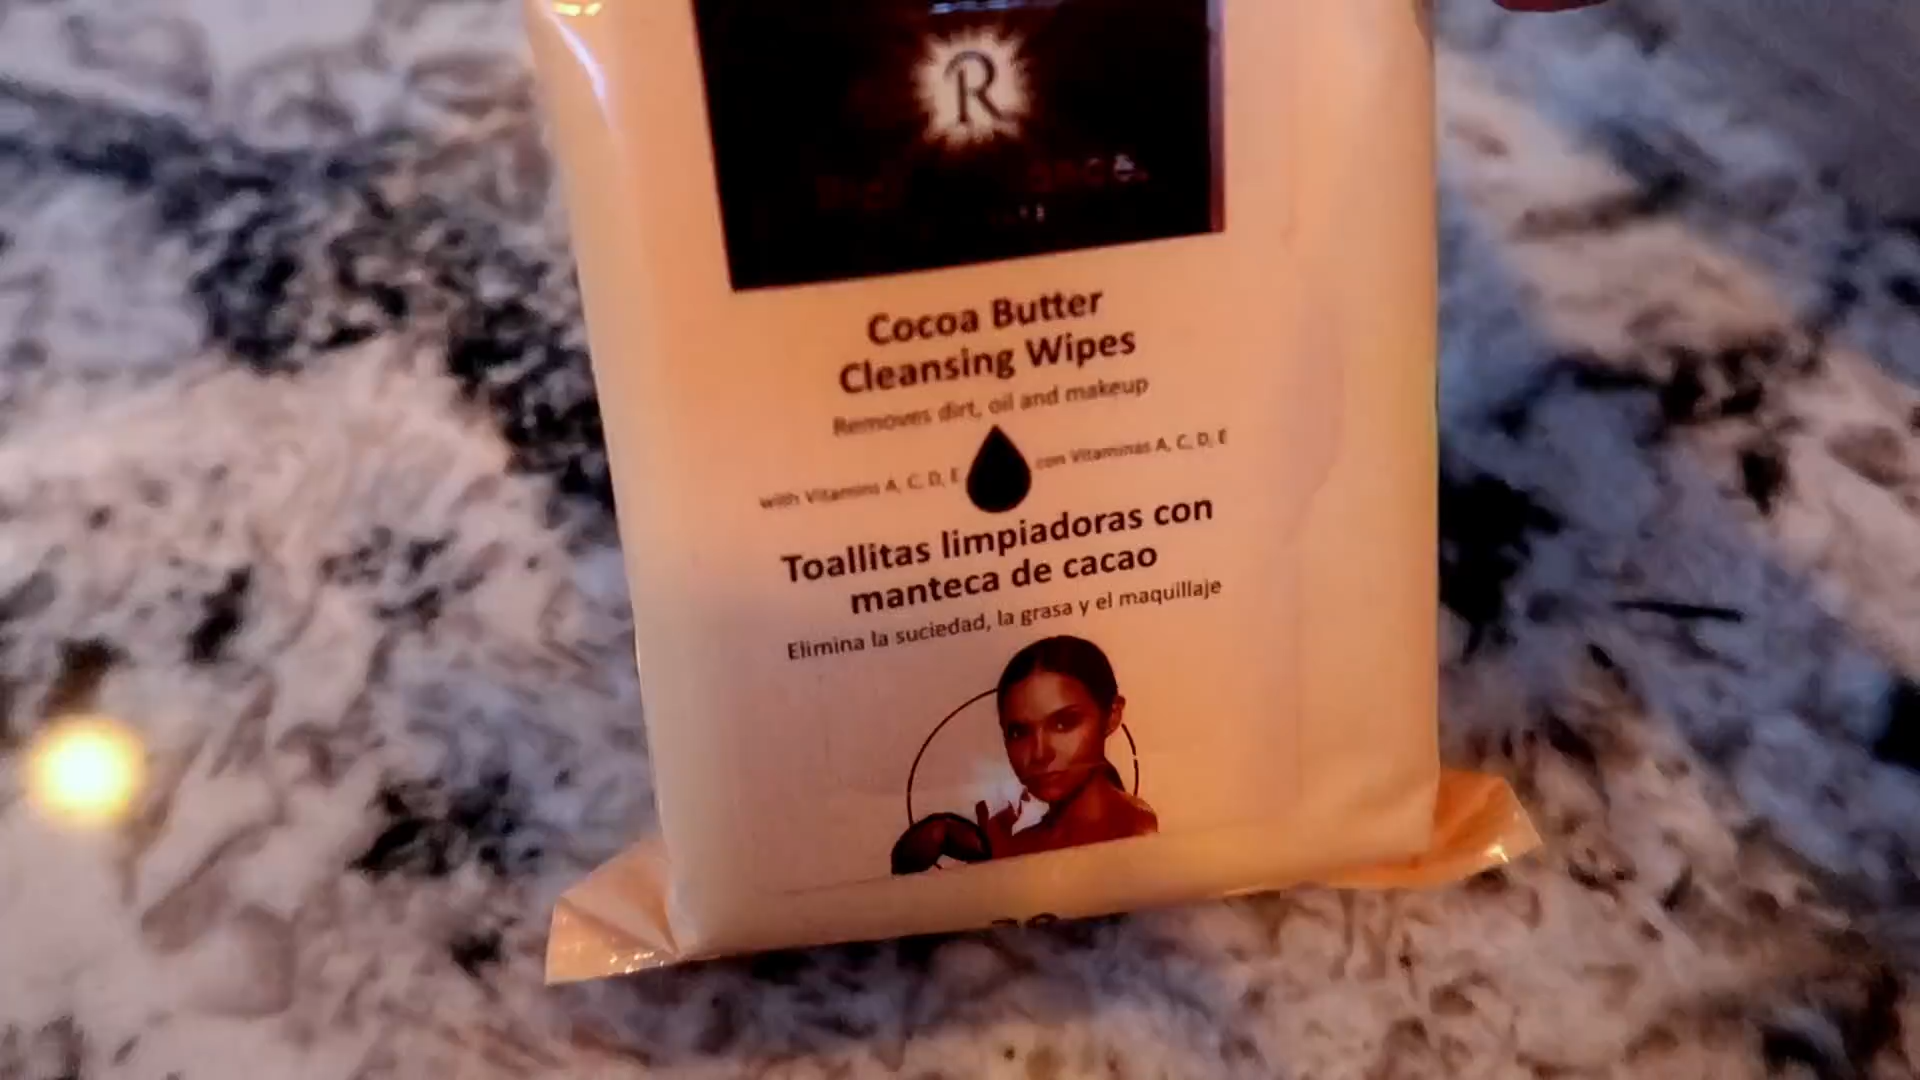 R
Cocoa Butter
Cleansing Wipes
Removes dirt, oil and makeup
with Vitamins A, C, D, E
con Vitaminas A, C, D, E
Toallitas limpiadoras con
manteca de cacao
Elimina la suciedad, la grasa y el maquillaje